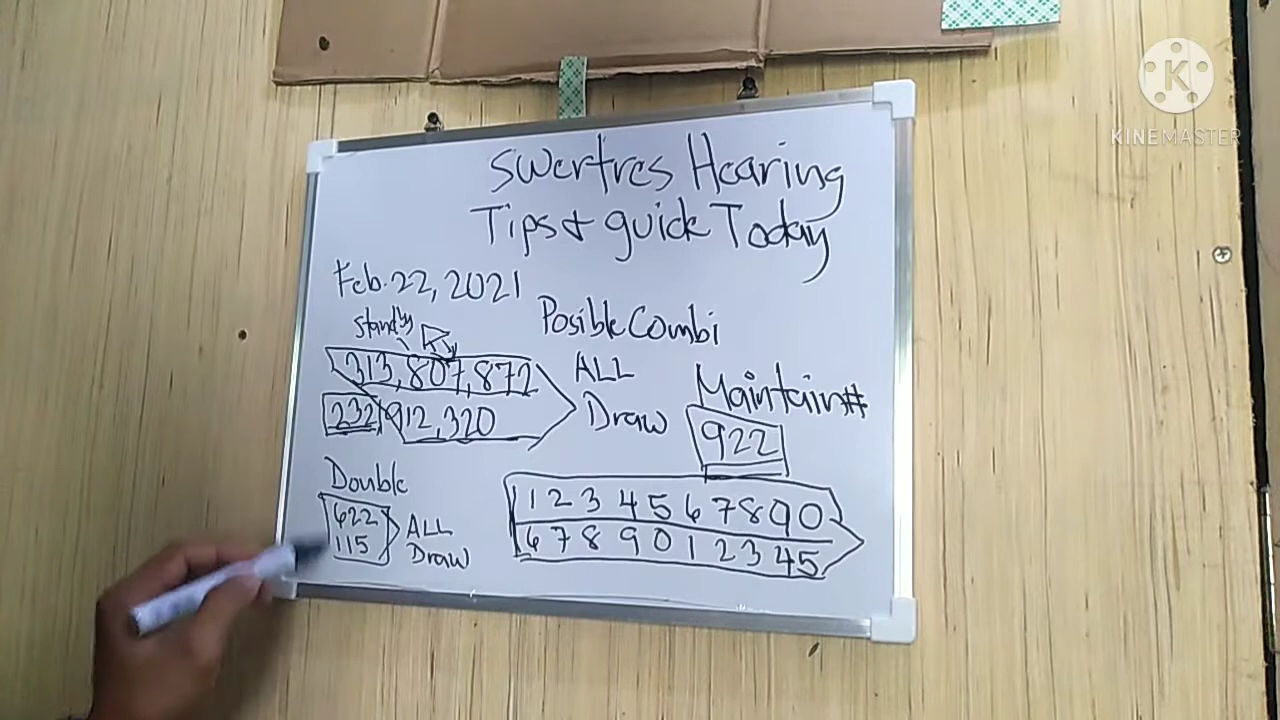 Swertres Hearing
Tips & quick Today
Feb. 22, 2021
Standby
Posible Combi
313, 807, 872
232 912, 320
ALL
Draw
Maintain#
922
Double
622
115
ALL
Draw
1 2 3 4 5 6 7 8 9 0
6 7 8 9 0 1 2 3 4 5
KINEMASTER